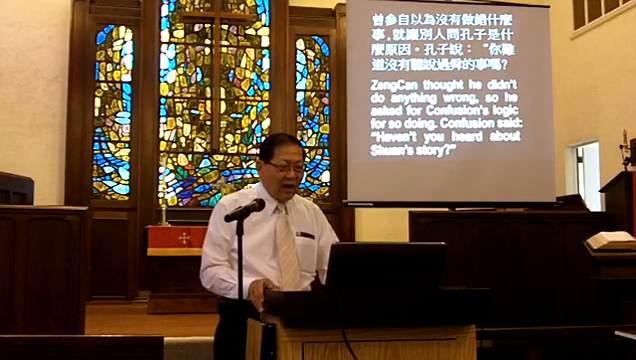 曾參自以為沒有做錯什麼
事，就讓別人問孔子是什
麼原因。孔子說：“你難
道沒有聽說過舜的事嗎？
ZengCan thought he didn't
do anything wrong, so he
asked for Confusion's logic
for so doing. Confusion said:
"Haven't you heard about
Shuan's story?"